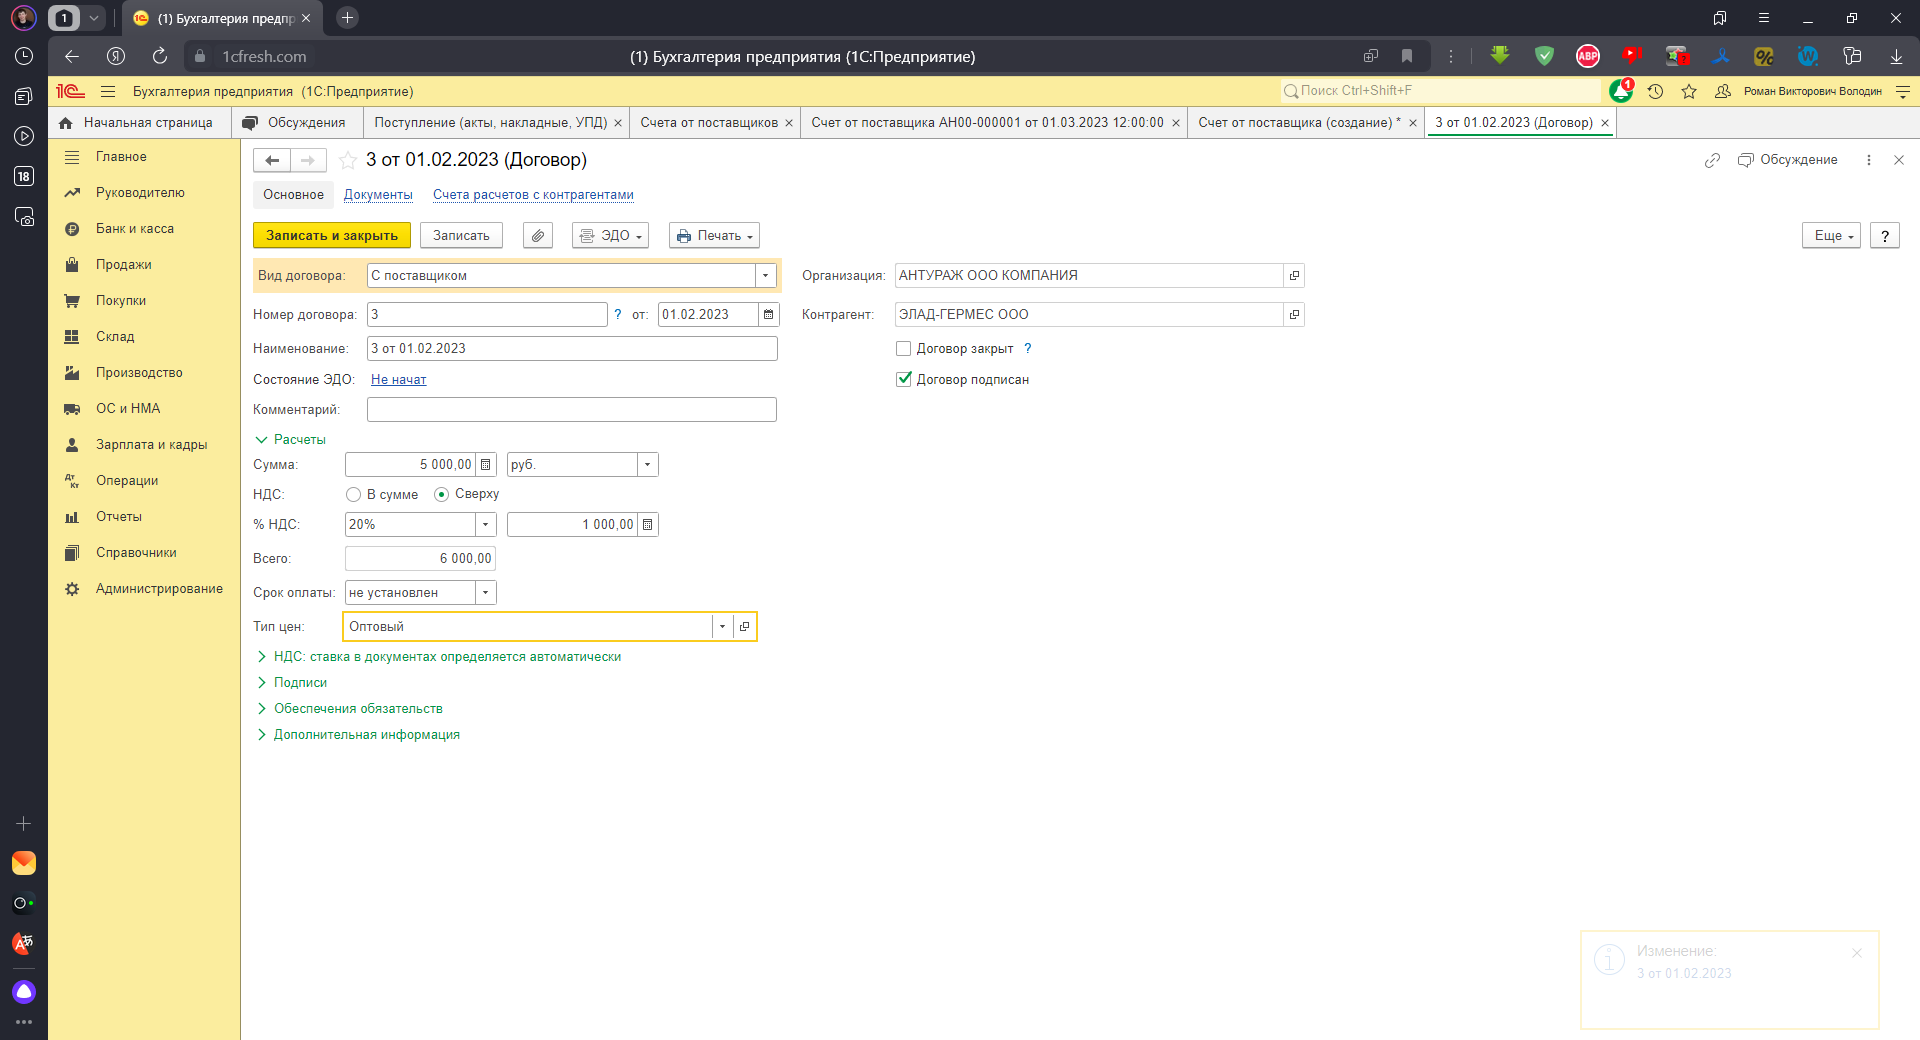 1
(1) Бухгалтерия предпр
1cfresh.com
(1) Бухгалтерия предприятия (1С:Предприятие)
ABP
Бухгалтерия предприятия (1С:Предприятие)
Поиск Ctrl+Shift+F
1
Роман Викторович Володин
Начальная страница
Обсуждения
Поступление (акты, накладные, УПД)
Счета от поставщиков
Счет от поставщика АН00-000001 от 01.03.2023 12:00:00
Счет от поставщика (создание) *
3 от 01.02.2023 (Договор)
18
Главное
Руководителю
Банк и касса
Продажи
Покупки
Склад
Производство
ОС и НМА
Зарплата и кадры
Операции
Отчеты
Справочники
Администрирование
3 от 01.02.2023 (Договор)
Обсуждение
Основное
Документы
Счета расчетов с контрагентами
Записать и закрыть
Записать
ЭДО
Печать
Еще
?
Вид договора: С поставщиком
Организация: АНТУРАЖ ООО КОМПАНИЯ
Номер договора: 3 ? от: 01.02.2023
Контрагент: ЭЛАД-ГЕРМЕС ООО
Наименование: 3 от 01.02.2023
Договор закрыт ?
Состояние ЭДО: Не начат
Договор подписан
Комментарий:
Расчеты
Сумма: 5 000,00 руб.
НДС: В сумме Сверху
% НДС: 20% 1 000,00
Всего: 6 000,00
Срок оплаты: не установлен
Тип цен: Оптовый
НДС: ставка в документах определяется автоматически
Подписи
Обеспечения обязательств
Дополнительная информация
Изменение:
3 от 01.02.2023